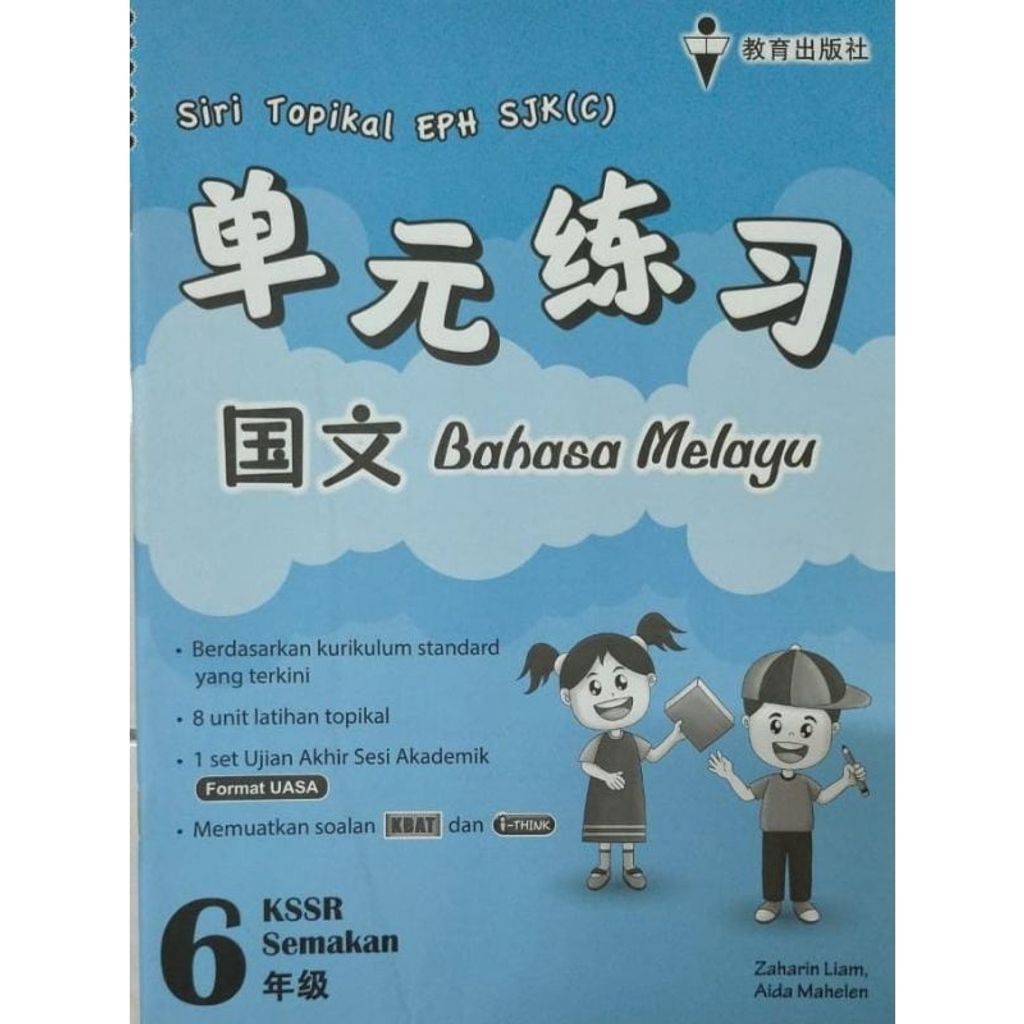 教育出版社
Siri Topikal EPH SJK(C)
单元练习
国文 Bahasa Melayu
• Berdasarkan kurikulum standard
yang terkini
• 8 unit latihan topikal
• 1 set Ujian Akhir Sesi Akademik
Format UASA
• Memuatkan soalan KBAT dan i-THINK
6 KSSR
Semakan
年级
Zaharin Liam,
Aida Mahelen